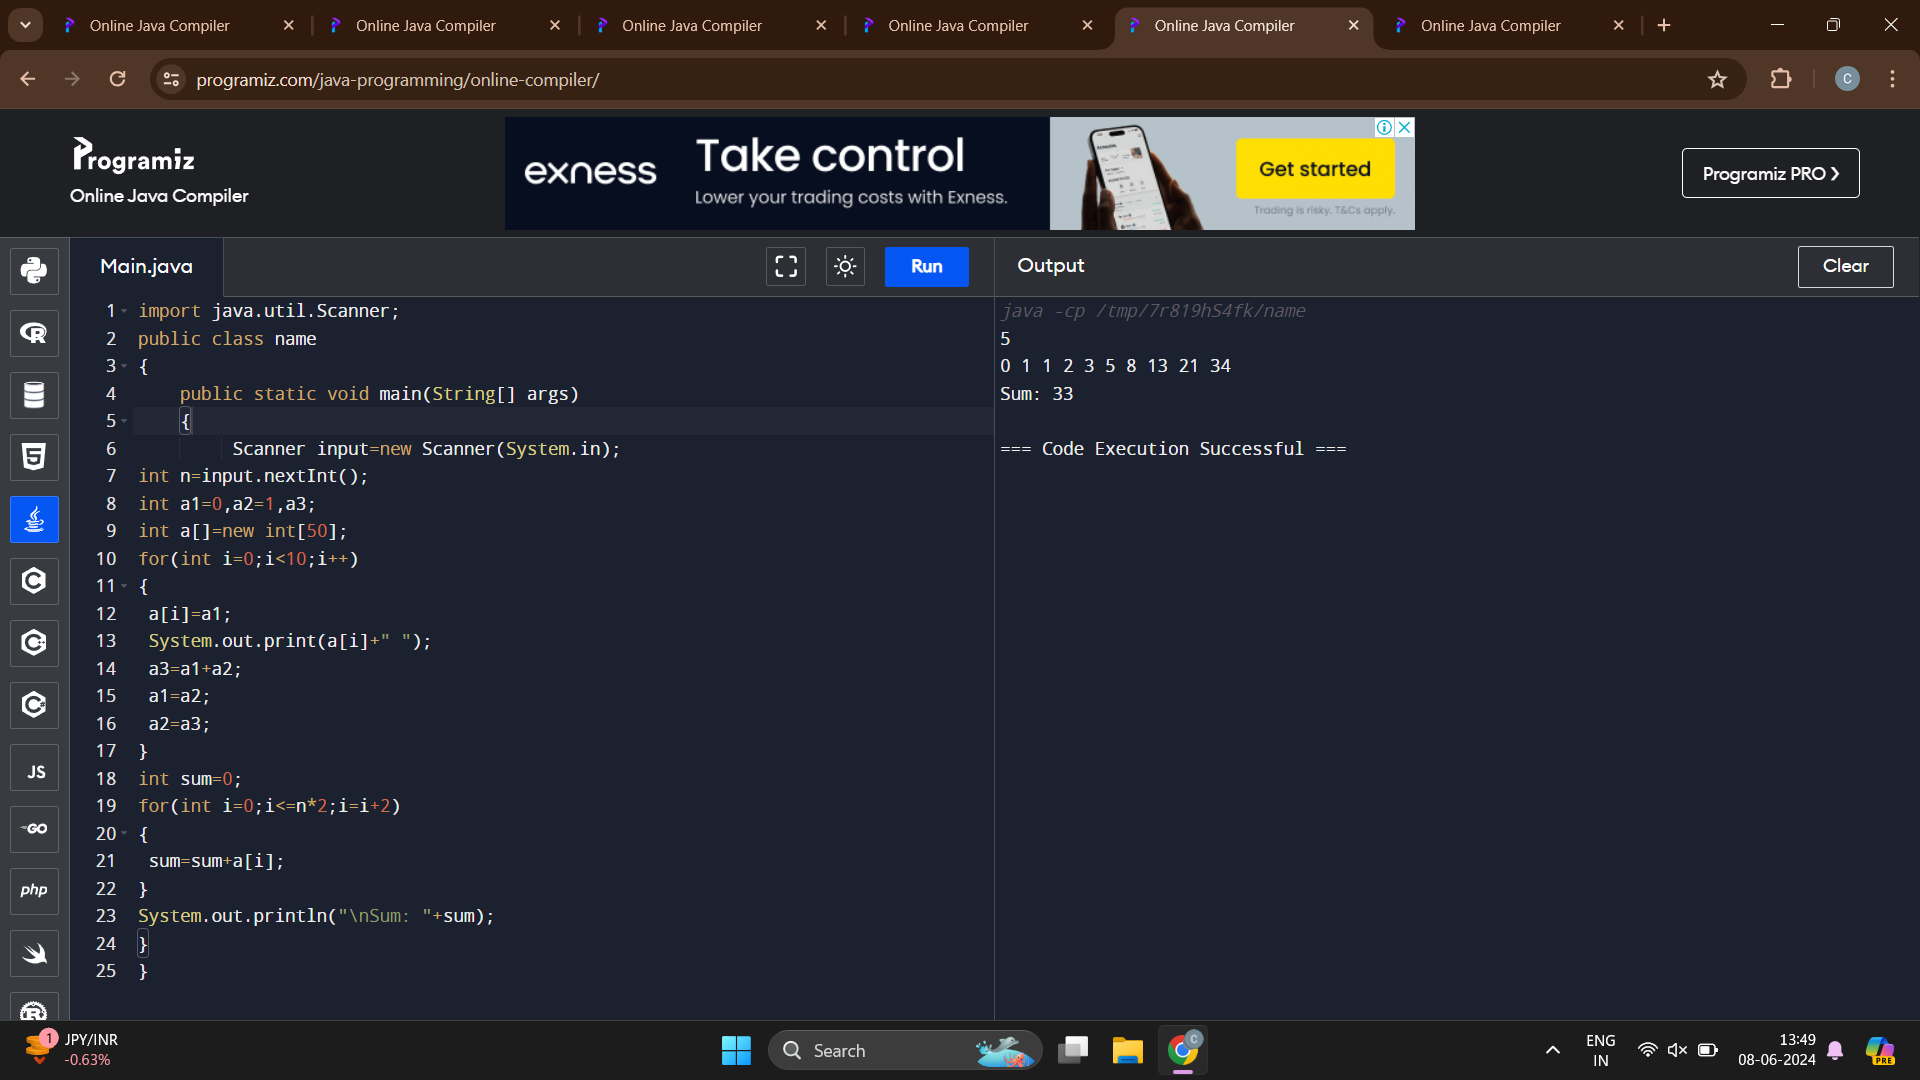 Online Java Compiler
Online Java Compiler
Online Java Compiler
Online Java Compiler
Online Java Compiler
Online Java Compiler
programiz.com/java-programming/online-compiler/
C
Programiz
Online Java Compiler
exness
Take control
Lower your trading costs with Exness.
Get started
Trading is risky. T&Cs apply.
Programiz PRO
Main.java
Run
Output
Clear
1 import java.util.Scanner;
2 public class name
3 {
4     public static void main(String[] args)
5     {
6          Scanner input=new Scanner(System.in);
7 int n=input.nextInt();
8 int a1=0,a2=1,a3;
9 int a[]=new int[50];
10 for(int i=0;i<10;i++)
11 {
12  a[i]=a1;
13  System.out.print(a[i]+" ");
14  a3=a1+a2;
15  a1=a2;
16  a2=a3;
17 }
18 int sum=0;
19 for(int i=0;i<=n*2;i=i+2)
20 {
21  sum=sum+a[i];
22 }
23 System.out.println("\nSum: "+sum);
24 }
25 }
java -cp /tmp/7r819hS4fk/name
5
0 1 1 2 3 5 8 13 21 34
Sum: 33
=== Code Execution Successful ===
R
5
C
C
C
JS
GO
php
R
1
JPY/INR
-0.63%
Search
C
ENG
IN
13:49
08-06-2024
PRE